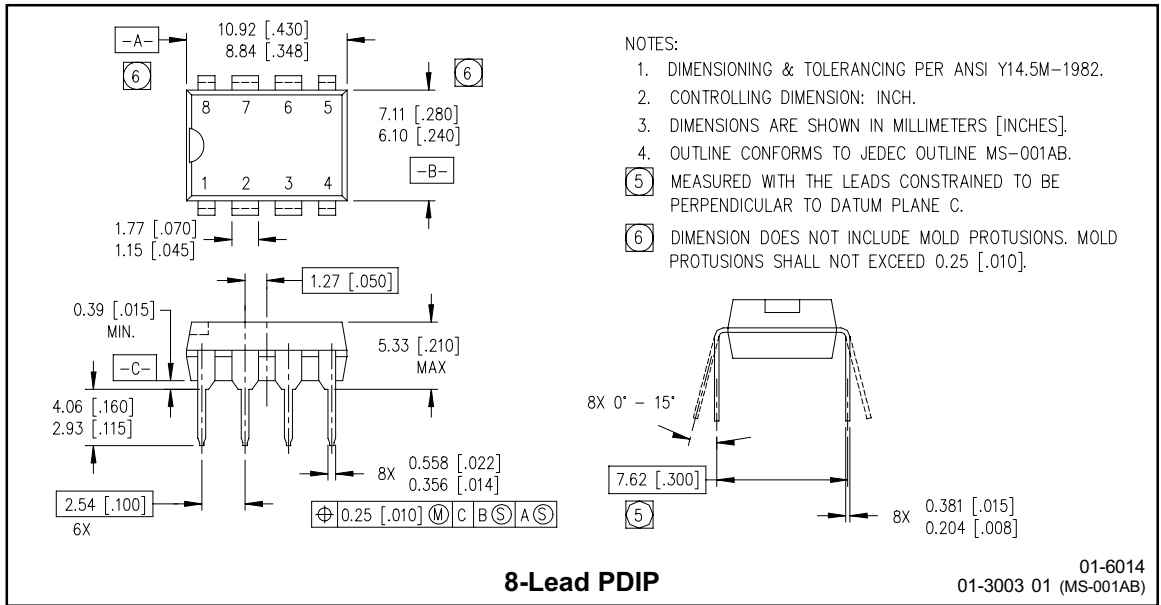 -A-
10.92 [.430]
8.84 [.348]
6
6
8 7 6 5
1 2 3 4
7.11 [.280]
6.10 [.240]
-B-
1.77 [.070]
1.15 [.045]
1.27 [.050]
0.39 [.015]
MIN.
-C-
5.33 [.210]
MAX
4.06 [.160]
2.93 [.115]
2.54 [.100]
6X
8X 0.558 [.022]
0.356 [.014]
⌖ 0.25 [.010] Ⓜ C B Ⓢ A Ⓢ
NOTES:
1. DIMENSIONING & TOLERANCING PER ANSI Y14.5M-1982.
2. CONTROLLING DIMENSION: INCH.
3. DIMENSIONS ARE SHOWN IN MILLIMETERS [INCHES].
4. OUTLINE CONFORMS TO JEDEC OUTLINE MS-001AB.
5 MEASURED WITH THE LEADS CONSTRAINED TO BE
PERPENDICULAR TO DATUM PLANE C.
6 DIMENSION DOES NOT INCLUDE MOLD PROTUSIONS. MOLD
PROTUSIONS SHALL NOT EXCEED 0.25 [.010].
8X 0° - 15°
7.62 [.300]
5
8X 0.381 [.015]
0.204 [.008]
8-Lead PDIP
01-6014
01-3003 01 (MS-001AB)